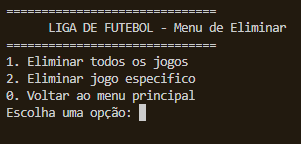 ==============================
LIGA DE FUTEBOL - Menu de Eliminar
==============================
1. Eliminar todos os jogos
2. Eliminar jogo especifico
0. Voltar ao menu principal
Escolha uma opção: